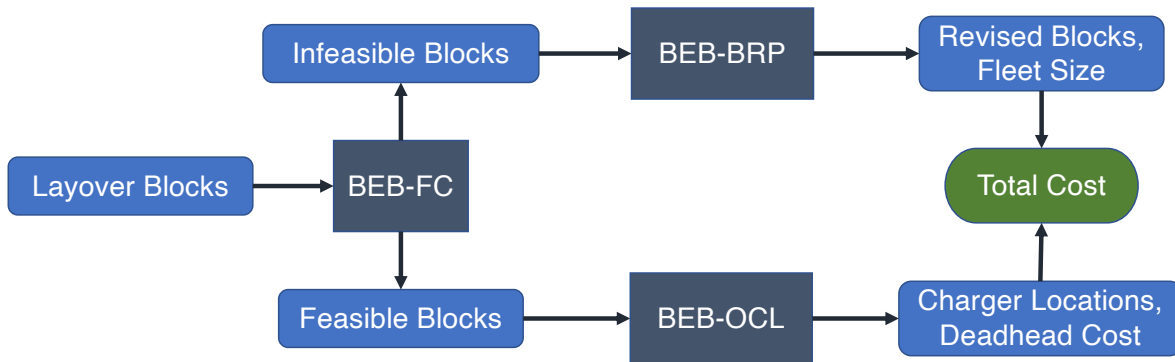 Infeasible Blocks
BEB-BRP
Revised Blocks,
Fleet Size
Layover Blocks
BEB-FC
Total Cost
Feasible Blocks
BEB-OCL
Charger Locations,
Deadhead Cost